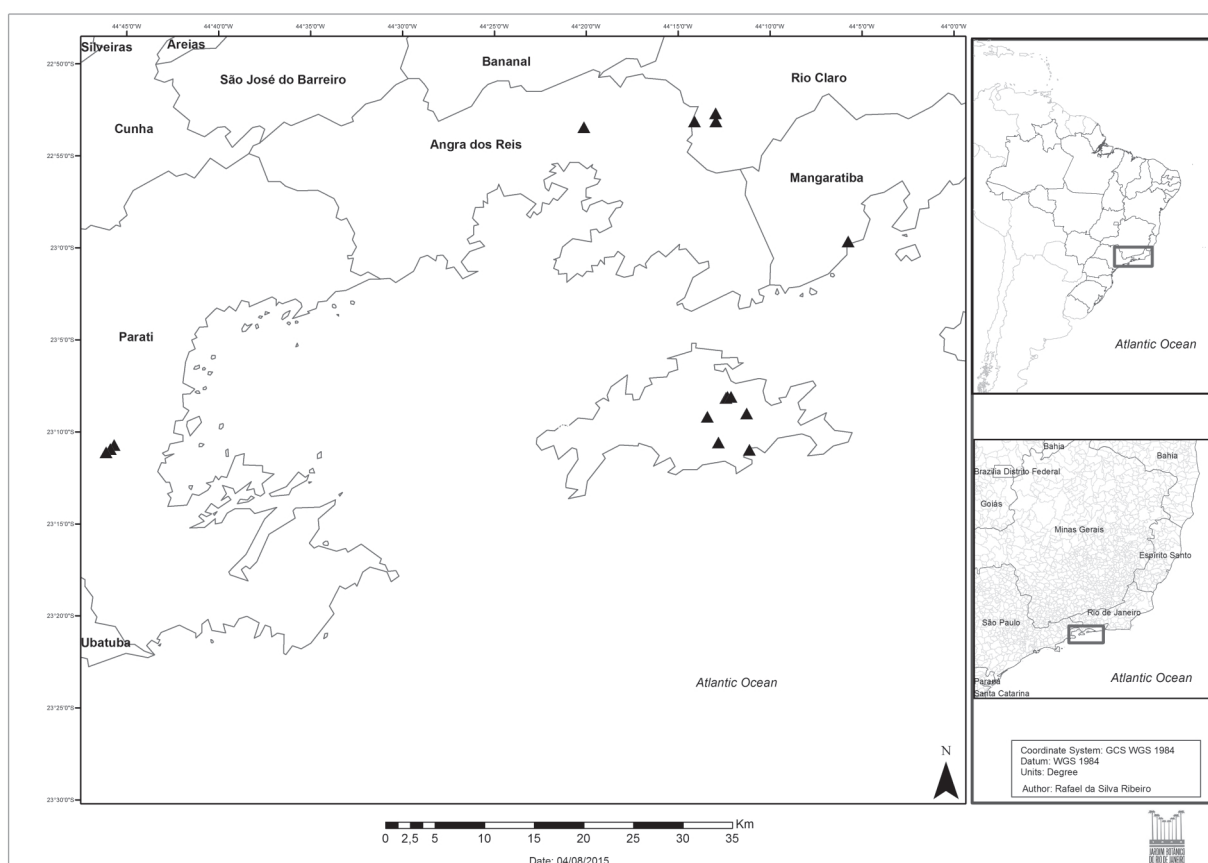 44°45'0"W 44°40'0"W 44°35'0"W 44°30'0"W 44°25'0"W 44°20'0"W 44°15'0"W 44°10'0"W 44°5'0"W 44°0'0"W
Silveiras
Areias
22°50'0"S
São José do Barreiro
Bananal
Rio Claro
Cunha
Angra dos Reis
22°55'0"S
Mangaratiba
23°0'0"S
23°5'0"S
Parati
23°10'0"S
23°15'0"S
23°20'0"S
Ubatuba
Atlantic Ocean
23°25'0"S
23°30'0"S
N
Km
0 2,5 5 10 15 20 25 30 35
Date: 04/08/2015
Atlantic Ocean
Bahia
Bahia
Brazilia Distrito Federal
Goiás
Minas Gerais
Espírito Santo
Rio de Janeiro
São Paulo
Atlantic Ocean
Paraná
Santa Catarina
Coordinate System: GCS WGS 1984
Datum: WGS 1984
Units: Degree
Author: Rafael da Silva Ribeiro
JARDIM BOTÂNICO
DO RIO DE JANEIRO